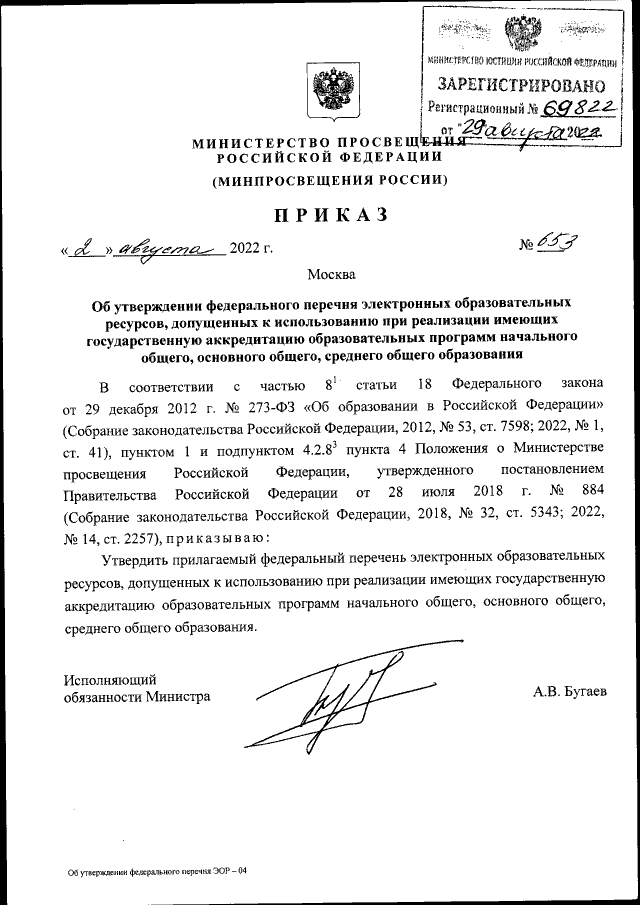 МИНИСТЕРСТВО ЮСТИЦИИ РОССИЙСКОЙ ФЕДЕРАЦИИ
ЗАРЕГИСТРИРОВАНО
Регистрационный № 69822
от "29 августа 2022.
МИНИСТЕРСТВО ПРОСВЕЩЕНИЯ
РОССИЙСКОЙ ФЕДЕРАЦИИ
(МИНПРОСВЕЩЕНИЯ РОССИИ)
ПРИКАЗ
« 2 » августа 2022 г.
№ 653
Москва
Об утверждении федерального перечня электронных образовательных
ресурсов, допущенных к использованию при реализации имеющих
государственную аккредитацию образовательных программ начального
общего, основного общего, среднего общего образования
В соответствии с частью 8¹ статьи 18 Федерального закона
от 29 декабря 2012 г. № 273-ФЗ «Об образовании в Российской Федерации»
(Собрание законодательства Российской Федерации, 2012, № 53, ст. 7598; 2022, № 1,
ст. 41), пунктом 1 и подпунктом 4.2.8³ пункта 4 Положения о Министерстве
просвещения Российской Федерации, утвержденного постановлением
Правительства Российской Федерации от 28 июля 2018 г. № 884
(Собрание законодательства Российской Федерации, 2018, № 32, ст. 5343; 2022,
№ 14, ст. 2257), приказываю:
Утвердить прилагаемый федеральный перечень электронных образовательных
ресурсов, допущенных к использованию при реализации имеющих государственную
аккредитацию образовательных программ начального общего, основного общего,
среднего общего образования.
Исполняющий
обязанности Министра
А.В. Бугаев
Об утверждении федерального перечня ЭОР – 04